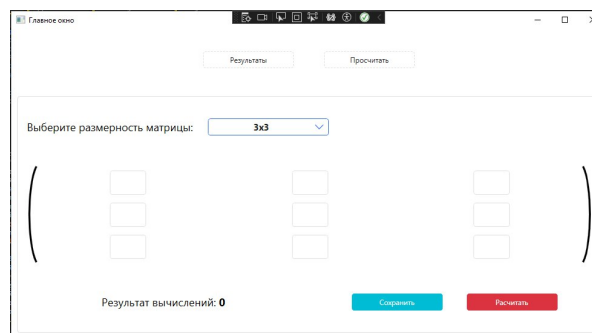 Главное окно
Результаты Просчитать
Выберите размерность матрицы: 3x3
Результат вычислений: 0 Сохранить Расчитать